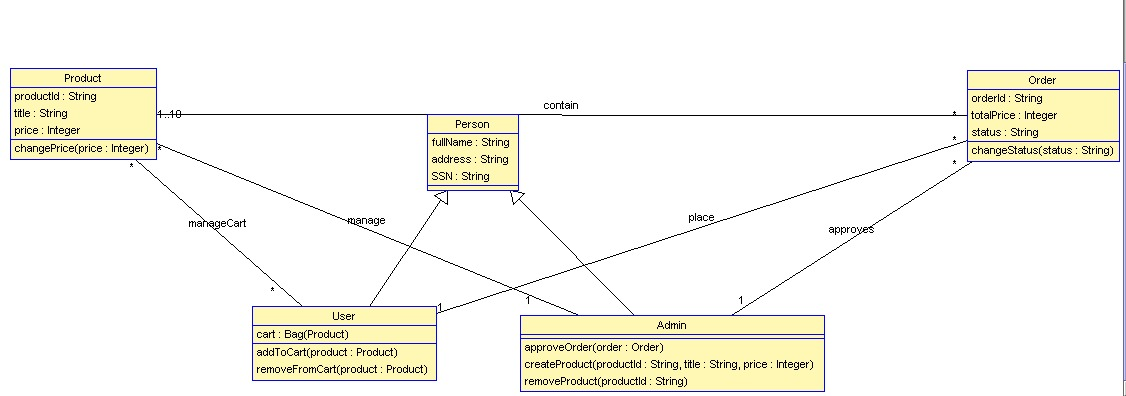 Product
productId : String
title : String
price : Integer
changePrice(price : Integer)
1..10
contain
*
Order
orderId : String
totalPrice : Integer
status : String
changeStatus(status : String)
Person
fullName : String
address : String
SSN : String
*
*
*
*
manageCart
manage
place
approves
*
1
1
1
User
cart : Bag(Product)
addToCart(product : Product)
removeFromCart(product : Product)
Admin
approveOrder(order : Order)
createProduct(productId : String, title : String, price : Integer)
removeProduct(productId : String)